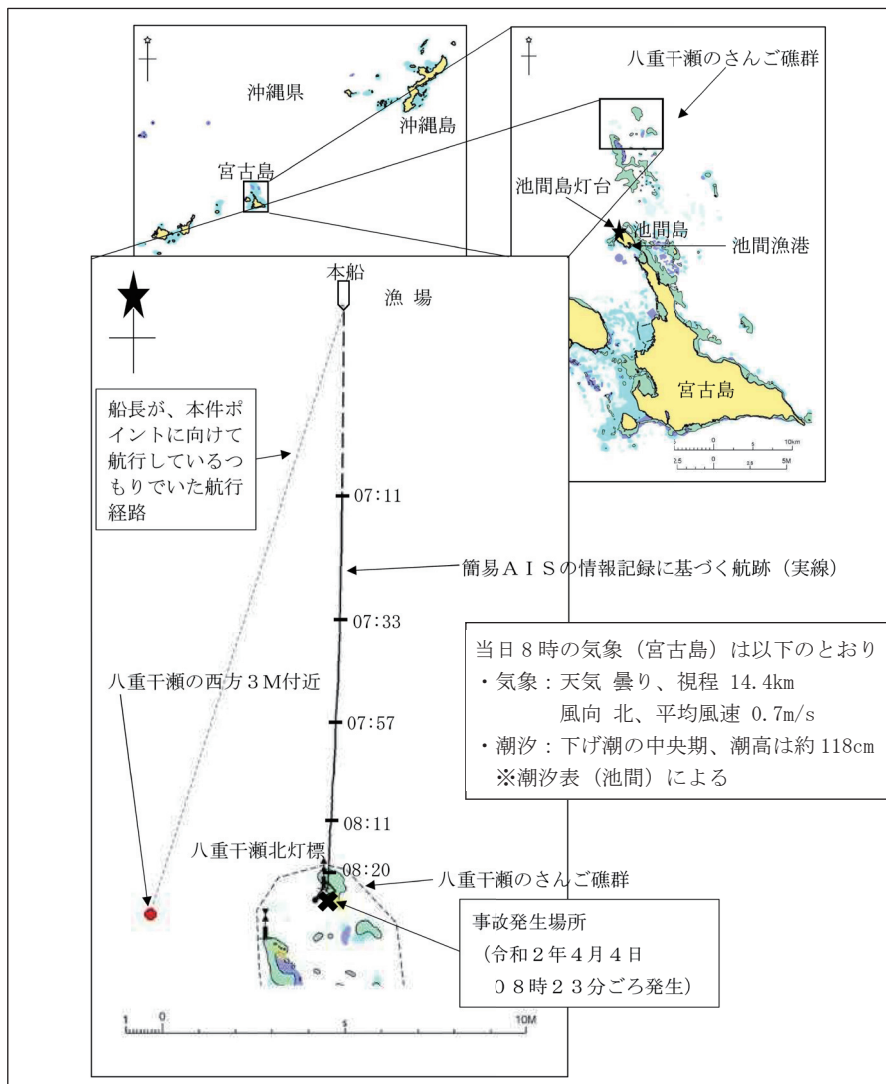 八重干瀬のさんご礁群
沖縄県
沖縄島
宮古島
池間島灯台
池間島
池間漁港
宮古島
0 s 10km
2.5 0 2.5 5M
本船
漁 場
船長が、本件ポ
イントに向けて
航行しているつ
もりでいた航行
経路
07:11
簡易AISの情報記録に基づく航跡(実線)
07:33
当日8時の気象(宮古島)は以下のとおり
・気象:天気 曇り、視程 14.4km
風向 北、平均風速 0.7m/s
・潮汐:下げ潮の中央期、潮高は約118cm
※潮汐表(池間)による
八重干瀬の西方3M付近
07:57
08:11
八重干瀬北灯標
08:20
八重干瀬のさんご礁群
事故発生場所
(令和2年4月4日
08時23分ごろ発生)
1 0 s 10M